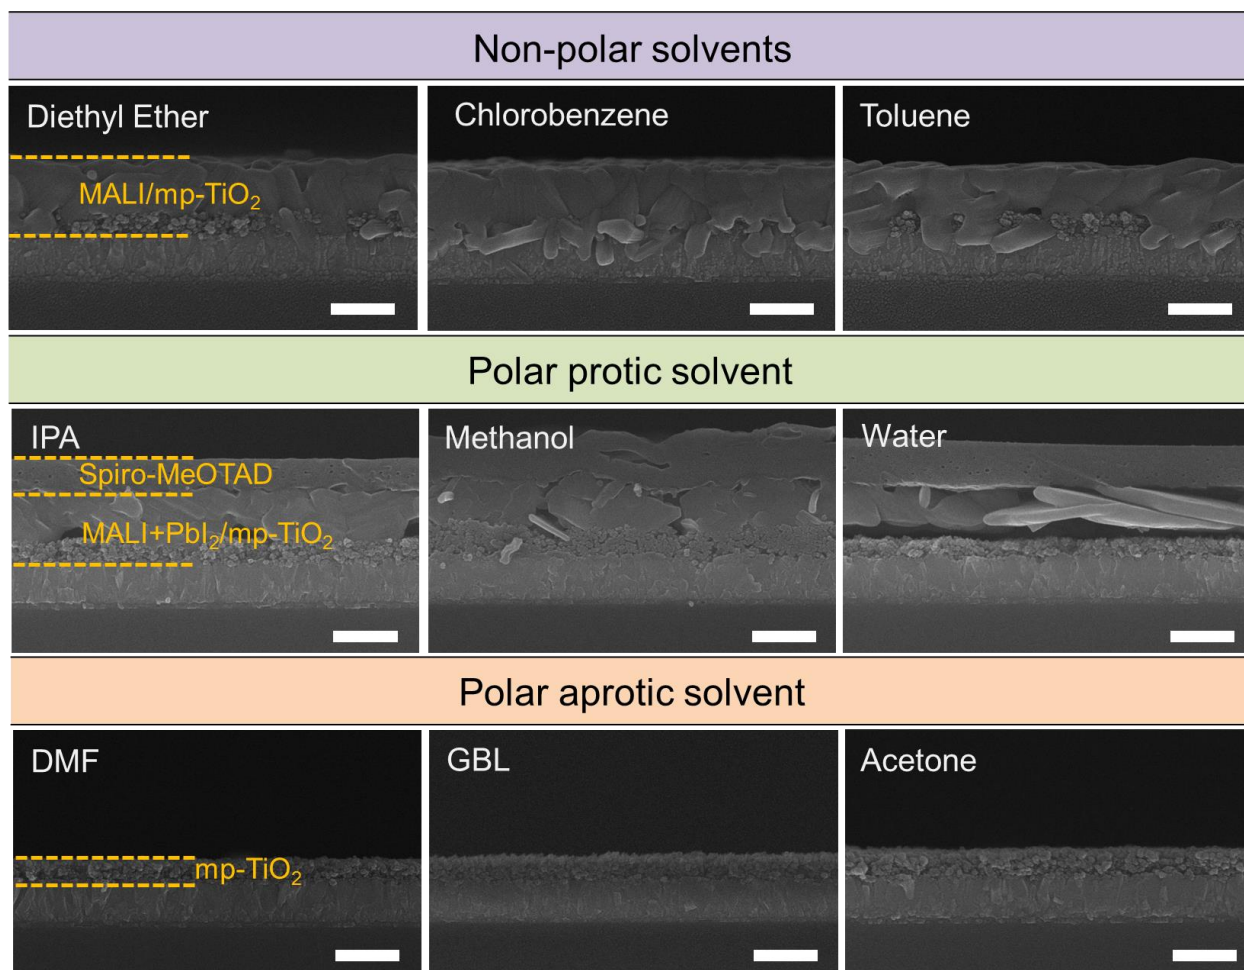 Non-polar solvents
Diethyl Ether
Chlorobenzene
Toluene
MALI/mp-TiO₂
Polar protic solvent
IPA
Methanol
Water
Spiro-MeOTAD
MALI+PbI₂/mp-TiO₂
Polar aprotic solvent
DMF
GBL
Acetone
mp-TiO₂